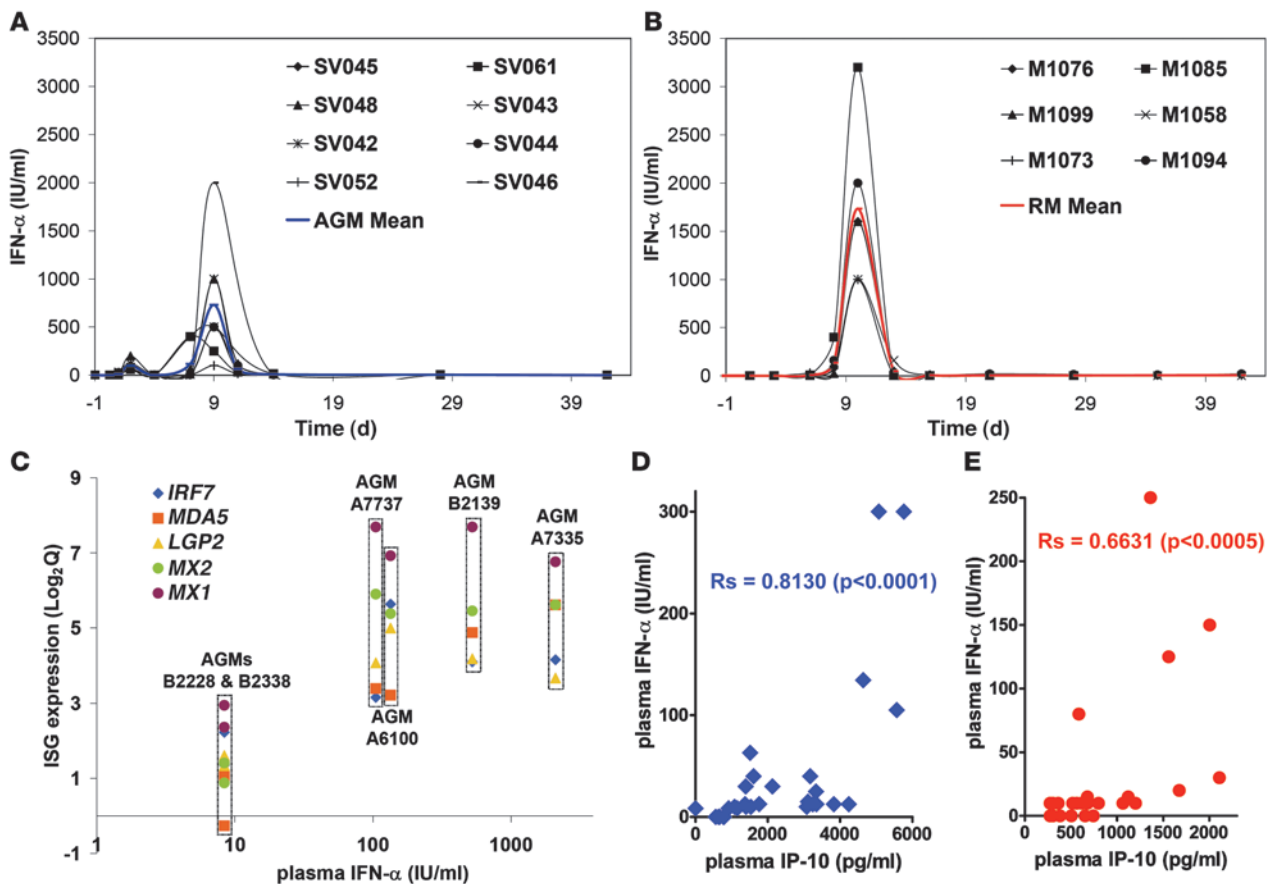 A
3500
3000
2500
2000
1500
1000
500
0
IFN-α (IU/ml)
-1 9 19 29 39
Time (d)
SV045 SV061
SV048 SV043
SV042 SV044
SV052 SV046
AGM Mean
B
3500
3000
2500
2000
1500
1000
500
0
IFN-α (IU/ml)
-1 9 19 29 39
Time (d)
M1076 M1085
M1099 M1058
M1073 M1094
RM Mean
C
9
7
5
3
1
-1
ISG expression (Log₂ Q)
IRF7
MDA5
LGP2
MX2
MX1
AGMs
B2228 & B2338
AGM
A7737
AGM
A6100
AGM
B2139
AGM
A7335
1 10 100 1000
plasma IFN-α (IU/ml)
D
300
200
100
0
plasma IFN-α (IU/ml)
Rs = 0.8130 (p<0.0001)
0 2000 4000 6000
plasma IP-10 (pg/ml)
E
250
200
150
100
50
0
plasma IFN-α (IU/ml)
Rs = 0.6631 (p<0.0005)
0 500 1000 1500 2000
plasma IP-10 (pg/ml)